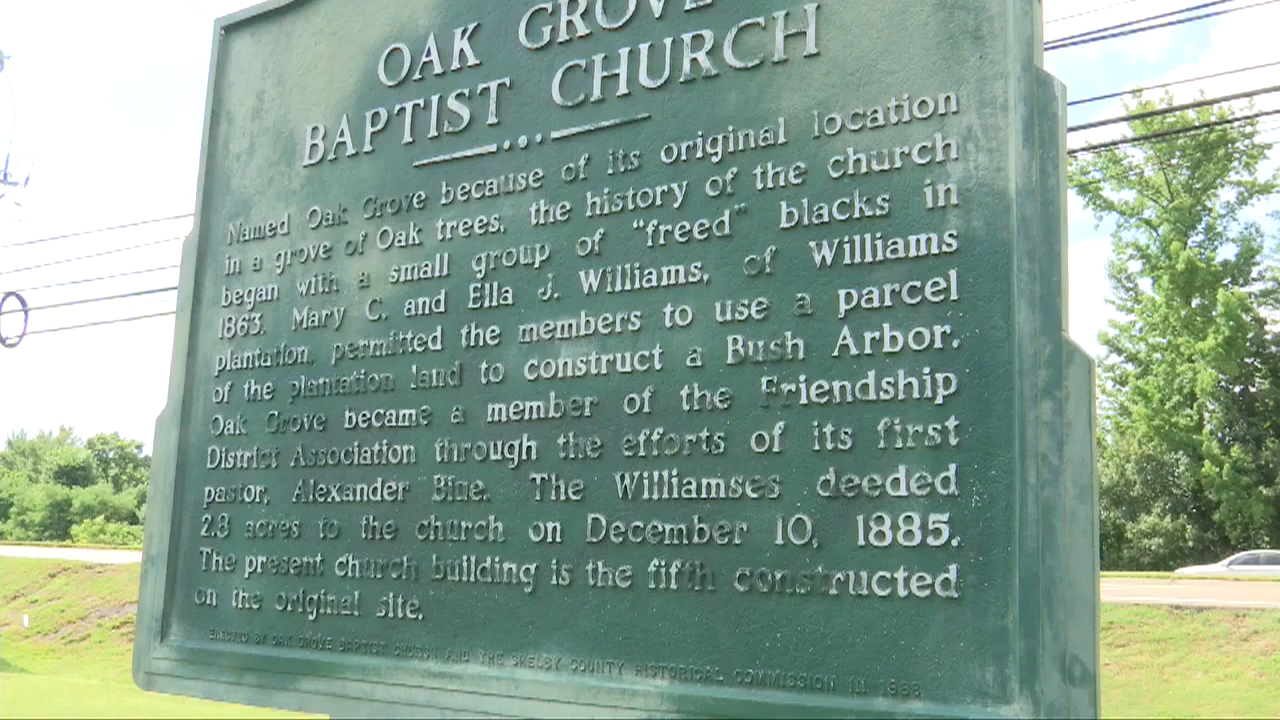 OAK GROVE
BAPTIST CHURCH
Named Oak Grove because of its original location
in a grove of Oak trees, the history of the church
began with a small group of "freed" blacks in
1863. Mary C. and Ella J. Williams, of Williams
plantation, permitted the members to use a parcel
of the plantation land to construct a Bush Arbor.
Oak Grove became a member of the Friendship
District Association through the efforts of its first
pastor, Alexander Blue. The Williamses deeded
2.8 acres to the church on December 10, 1885.
The present church building is the fifth constructed
on the original site.
ERECTED BY OAK GROVE BAPTIST CHURCH AND THE SHELBY COUNTY HISTORICAL COMMISSION IN